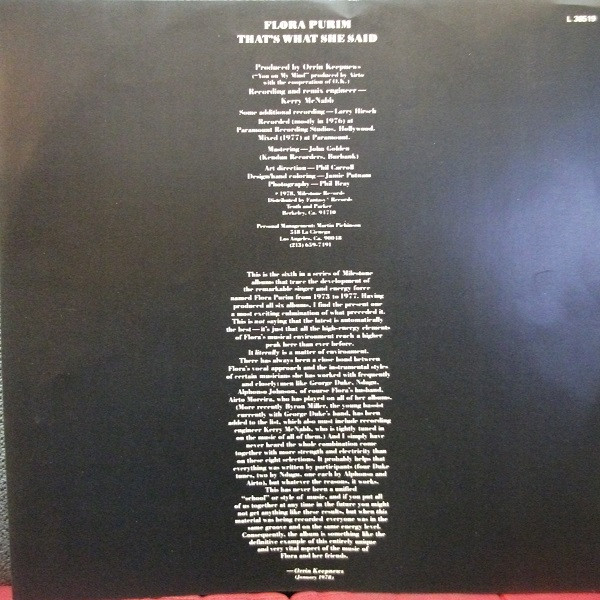 L 36519
FLORA PURIM
THAT'S WHAT SHE SAID
Produced by Orrin Keepnews
("You on My Mind" produced by Airto
with the cooperation of O.K.)
Recording and remix engineer—
Kerry McNabb
Some additional recording—Larry Hirsch
Recorded (mostly in 1976) at
Paramount Recording Studios, Hollywood.
Mixed (1977) at Paramount.
Mastering—John Golden
(Kendun Recorders, Burbank)
Art direction—Phil Carroll
Design/hand coloring—Jamie Putnam
Photography—Phil Bray
℗ 1978, Milestone Records
Distributed by Fantasy Records
Tenth and Parker
Berkeley, Ca. 94710
Personal Management: Martin Pichinson
518 La Cienega
Los Angeles, Ca. 90048
(213) 659-7191
This is the sixth in a series of Milestone
albums that trace the development of
the remarkable singer and energy force
named Flora Purim from 1973 to 1977. Having
produced all six albums, I find the present one
a most exciting culmination of what preceded it.
This is not saying that the latest is automatically
the best—it's just that all the high-energy elements
of Flora's musical environment reach a higher
peak here than ever before.
It literally is a matter of environment.
There has always been a close bond between
Flora's vocal approach and the instrumental styles
of certain musicians she has worked with frequently
and closely (men like George Duke, Ndugu,
Alphonso Johnson, of course Flora's husband,
Airto Moreira, who has played on all of her albums.
(More recently Byron Miller, the young bassist
currently with George Duke's band, has been
added to the list, which also must include recording
engineer Kerry McNabb, who is tightly tuned in
on the music of all of them.) And I simply have
never heard the whole combination come
together with more strength and electricity than
on these eight selections. It probably helps that
everything was written by participants (four Duke
tunes, two by Ndugu, one each by Alphonso and
Airto), but whatever the reasons, it works.
This has never been a unified
"school" or style of music, and if you put all
of us together at any time in the future you might
not get anything like these results, but when this
material was being recorded everyone was in the
same groove and on the same energy level.
Consequently, the album is something like the
definitive example of this entirely unique
and very vital aspect of the music of
Flora and her friends.
—Orrin Keepnews
(January 1978)